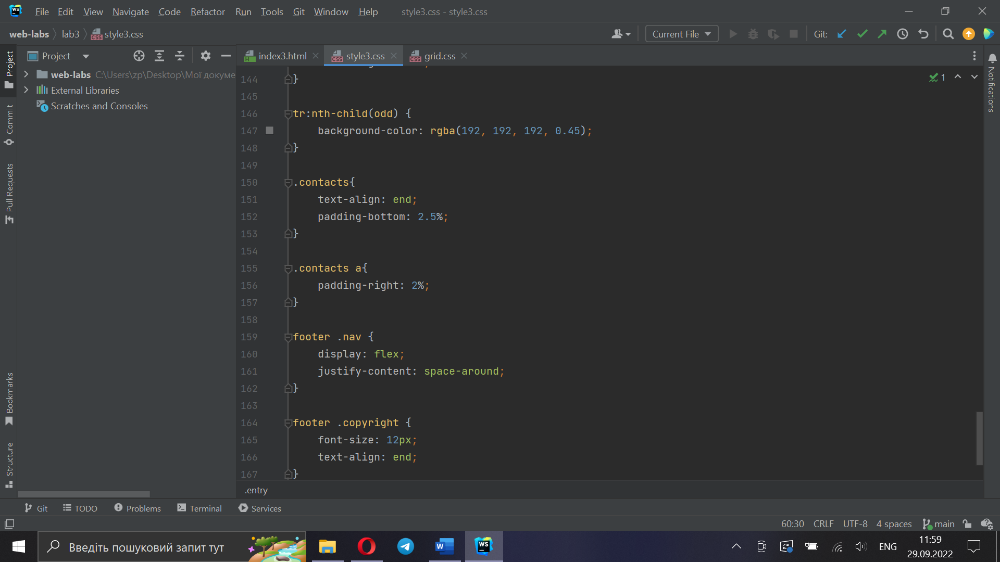 WS File Edit View Navigate Code Refactor Run Tools Git Window Help style3.css - style3.css
web-labs lab3 style3.css Current File Git:
Project
index3.html style3.css grid.css
web-labs C:\Users\zp\Desktop\Мої докуме
External Libraries
Scratches and Consoles
Project
Commit
Pull Requests
Bookmarks
Structure
Notifications
1
144 }
145
146 tr:nth-child(odd) {
147 background-color: rgba(192, 192, 192, 0.45);
148 }
149
150 .contacts{
151 text-align: end;
152 padding-bottom: 2.5%;
153 }
154
155 .contacts a{
156 padding-right: 2%;
157 }
158
159 footer .nav {
160 display: flex;
161 justify-content: space-around;
162 }
163
164 footer .copyright {
165 font-size: 12px;
166 text-align: end;
167 }
.entry
Git TODO Problems Terminal Services
60:30 CRLF UTF-8 4 spaces main
Введіть пошуковий запит тут
W
WS
ENG
11:59
29.09.2022